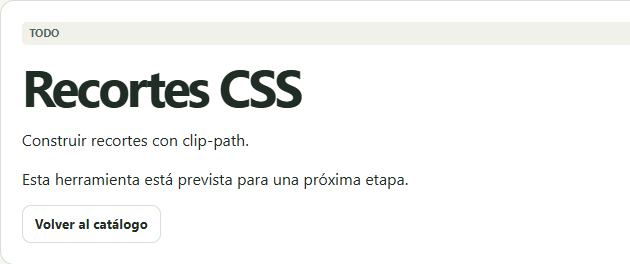 TODO
Recortes CSS
Construir recortes con clip-path.
Esta herramienta está prevista para una próxima etapa.
Volver al catálogo